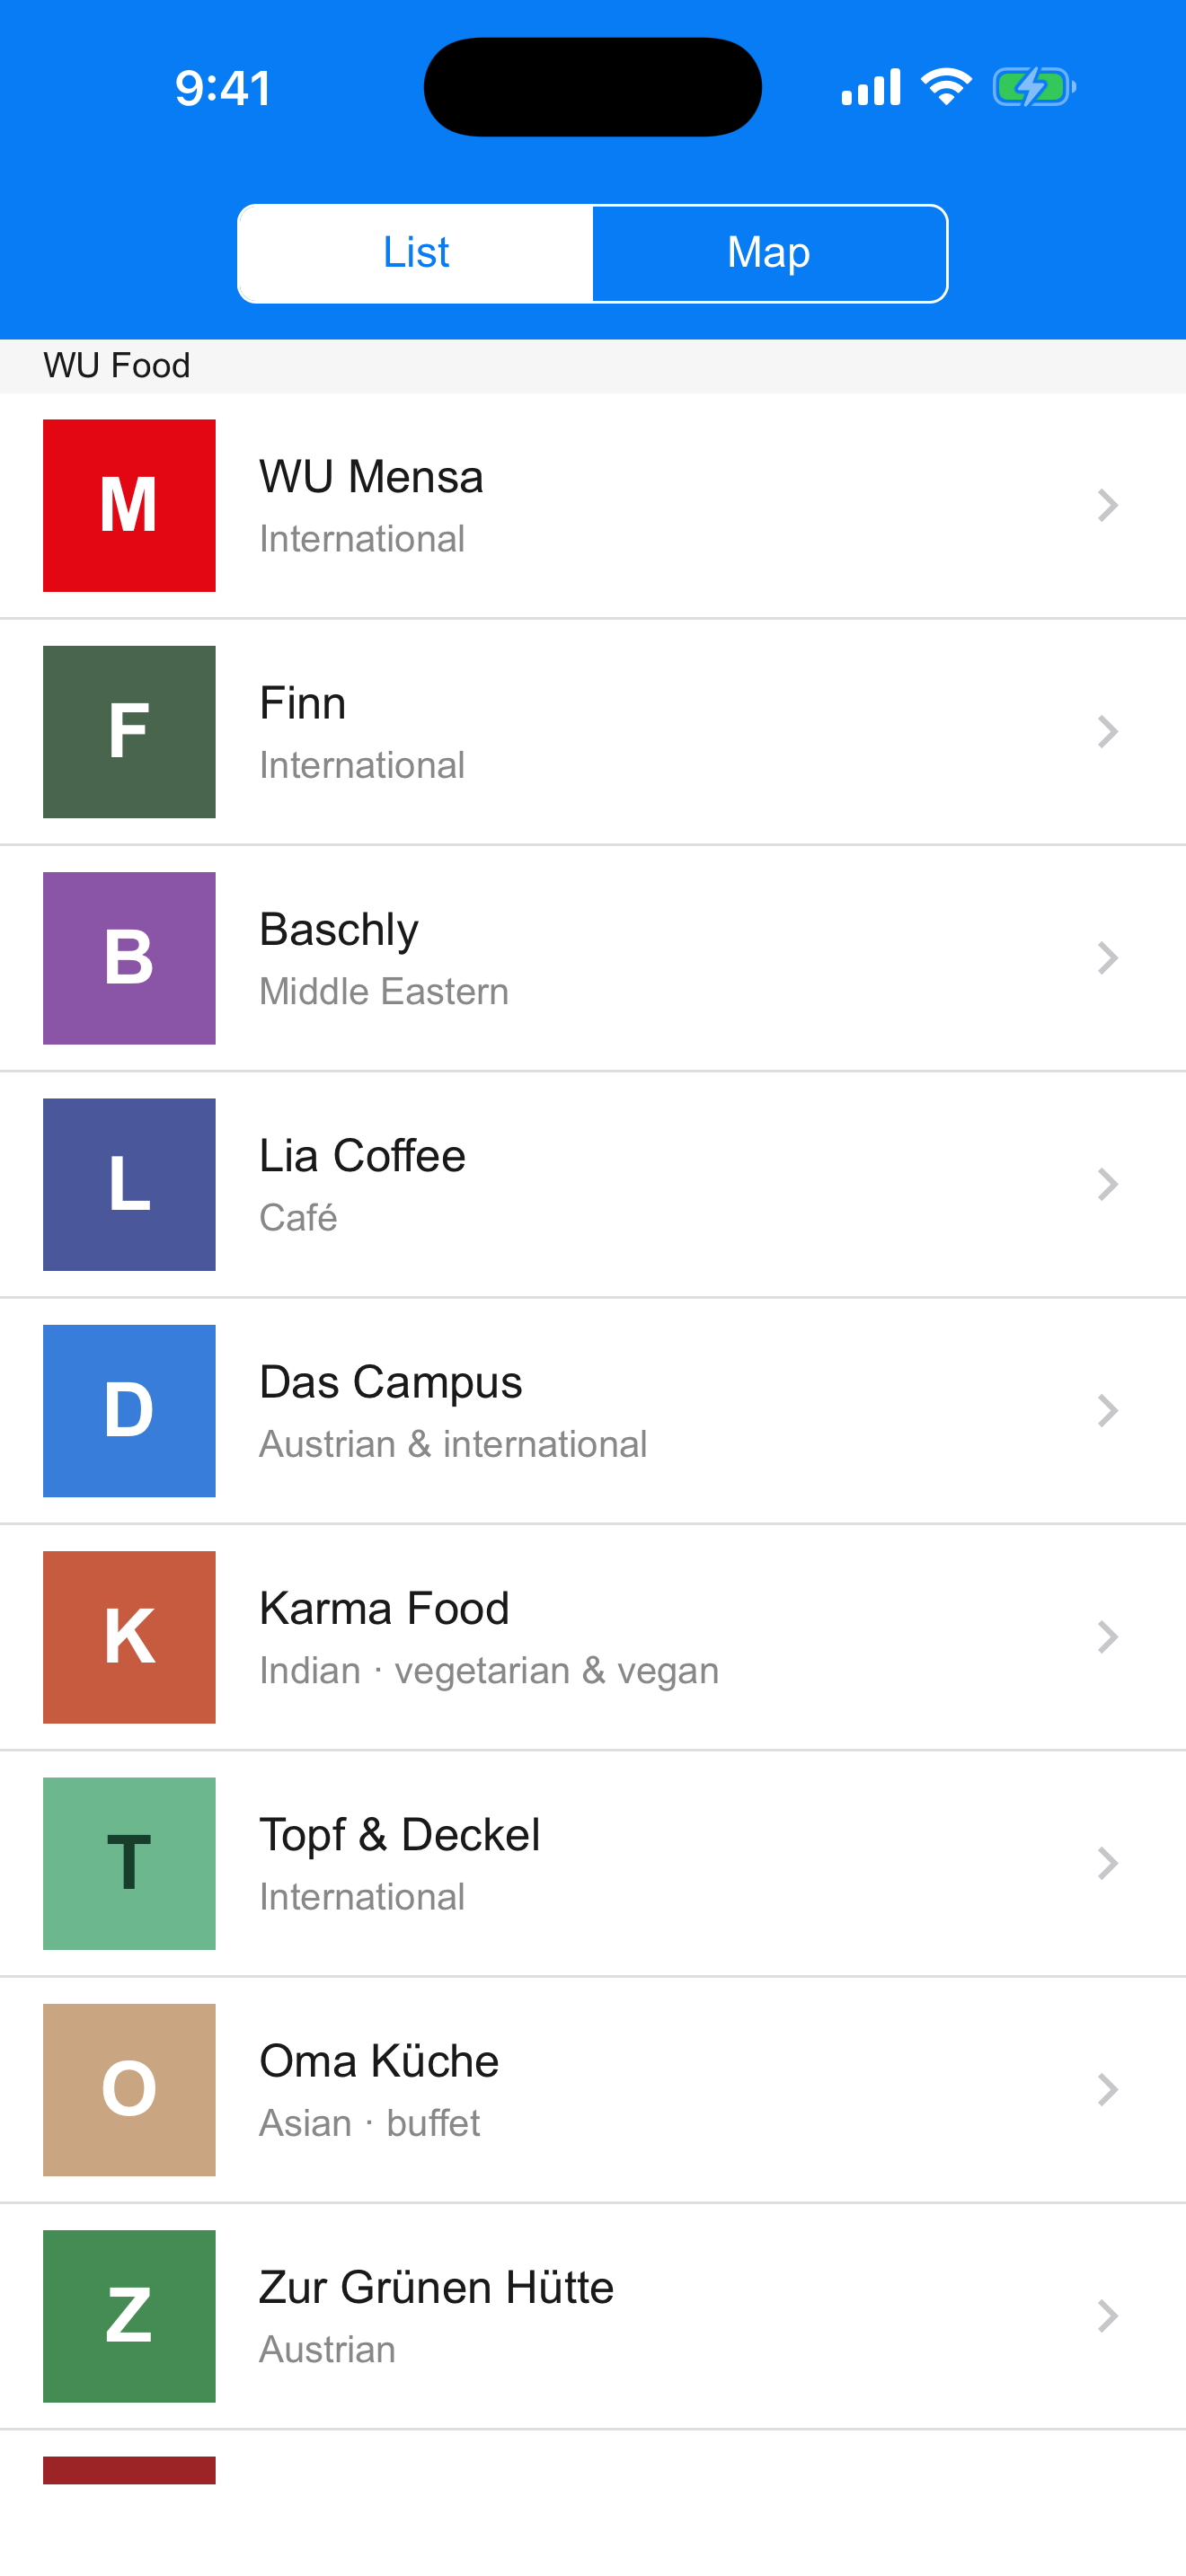 9:41
List
Map
WU Food
M
WU Mensa
International
F
Finn
International
B
Baschly
Middle Eastern
L
Lia Coffee
Café
D
Das Campus
Austrian & international
K
Karma Food
Indian · vegetarian & vegan
T
Topf & Deckel
International
O
Oma Küche
Asian · buffet
Z
Zur Grünen Hütte
Austrian